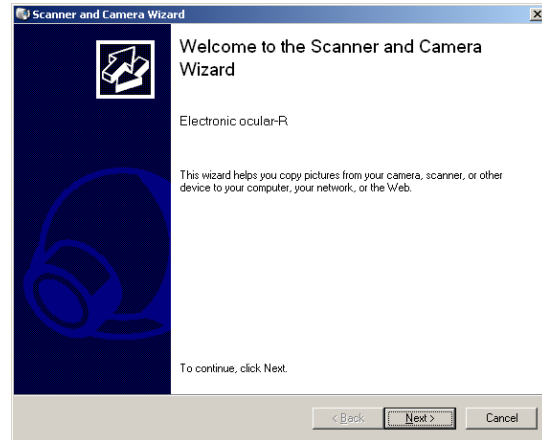 Scanner and Camera Wizard
Welcome to the Scanner and Camera
Wizard
Electronic ocular-R
This wizard helps you copy pictures from your camera, scanner, or other
device to your computer, your network, or the Web.
To continue, click Next.
< Back Next > Cancel